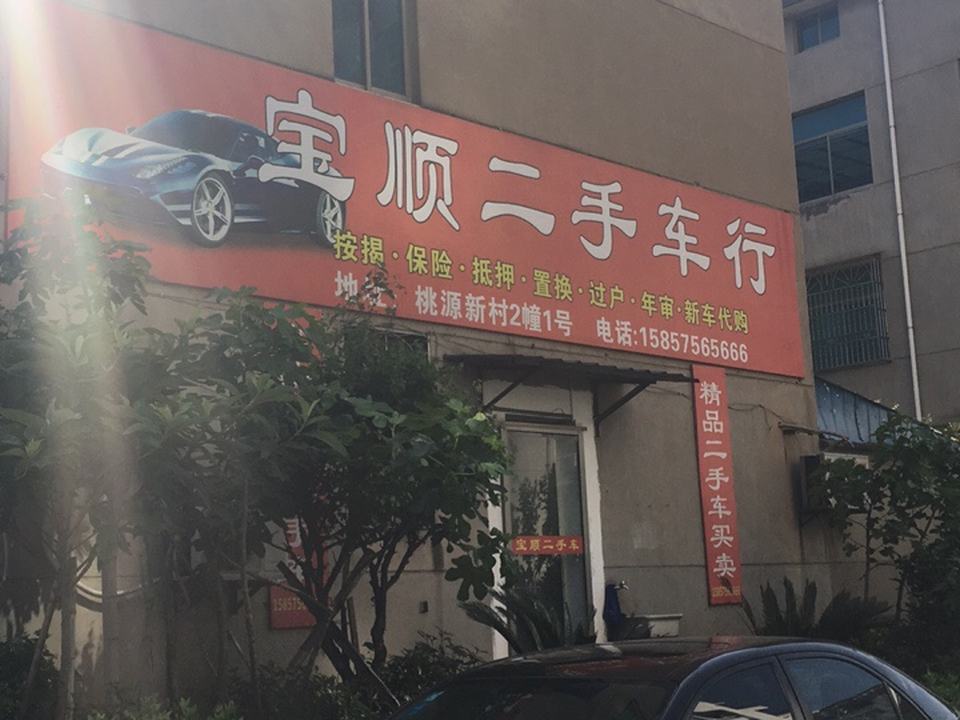 宝顺二手车行
按揭·保险·抵押·置换·过户·年审·新车代购
地址: 桃源新村2幢1号 电话:15857565666
精品二手车买卖
宝顺二手车